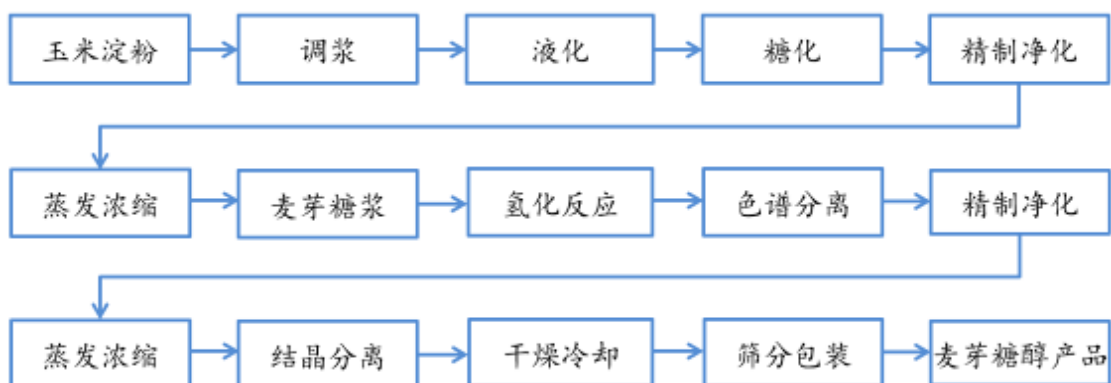 玉米淀粉
调浆
液化
糖化
精制净化
蒸发浓缩
麦芽糖浆
氢化反应
色谱分离
精制净化
蒸发浓缩
结晶分离
干燥冷却
筛分包装
麦芽糖醇产品